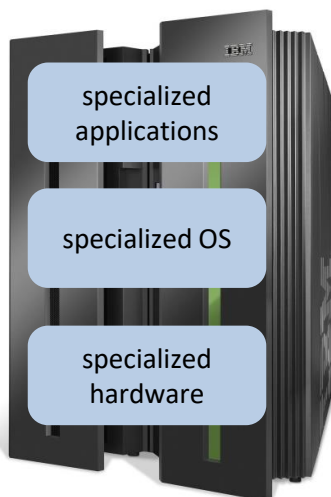 IBM
specialized
applications
specialized OS
specialized
hardware